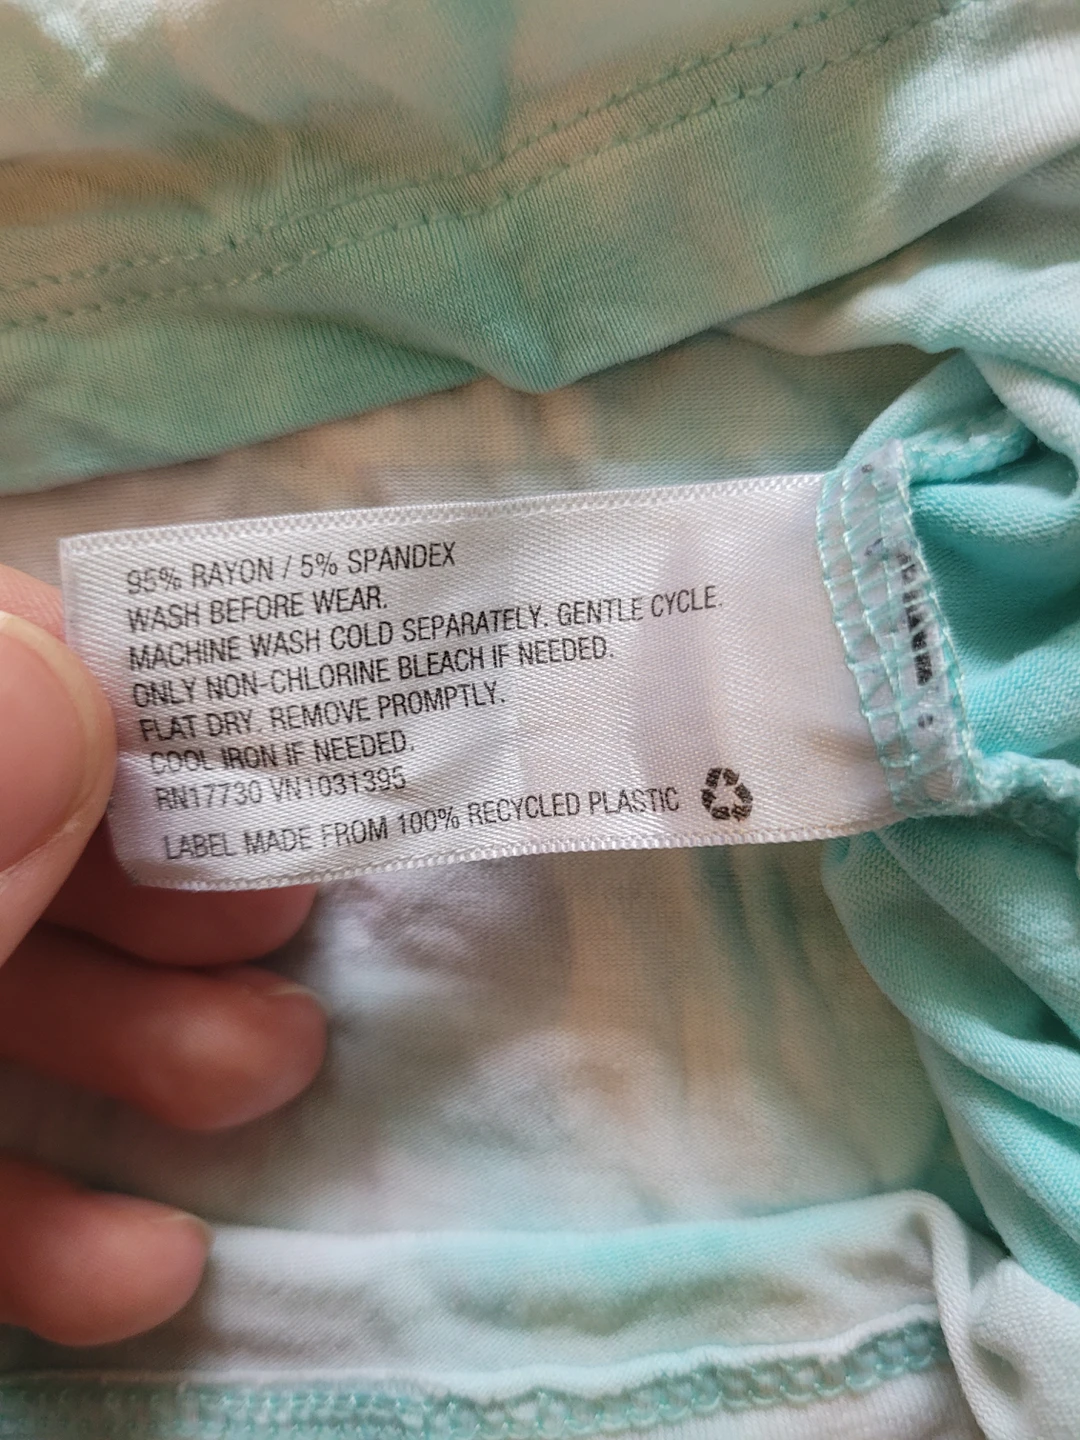 95% RAYON / 5% SPANDEX
WASH BEFORE WEAR.
MACHINE WASH COLD SEPARATELY. GENTLE CYCLE.
ONLY NON-CHLORINE BLEACH IF NEEDED.
FLAT DRY. REMOVE PROMPTLY.
COOL IRON IF NEEDED.
RN17730 VN1031395
LABEL MADE FROM 100% RECYCLED PLASTIC